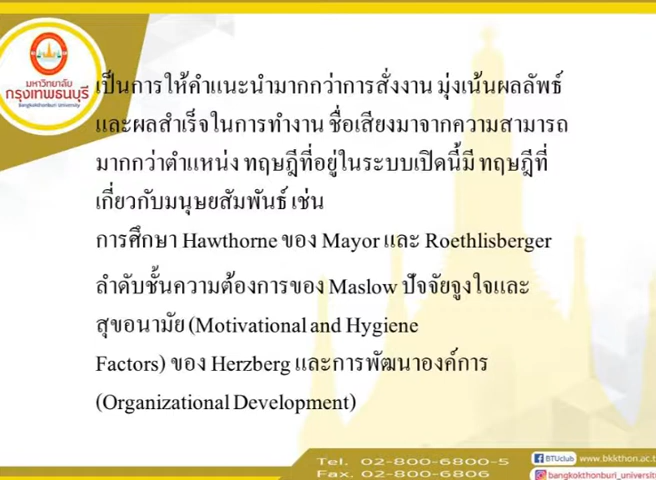 มหาวิทยาลัย
กรุงเทพธนบุรี
Bangkokthonburi University
เป็นการให้คำแนะนำมากกว่าการสั่งงาน มุ่งเน้นผลลัพธ์
และผลสำเร็จในการทำงาน ชื่อเสียงมาจากความสามารถ
มากกว่าตำแหน่ง ทฤษฎีที่อยู่ในระบบเปิดนี้มี ทฤษฎีที่
เกี่ยวกับมนุษยสัมพันธ์ เช่น
การศึกษา Hawthorne ของ Mayor และ Roethlisberger
ลำดับชั้นความต้องการของ Maslow ปัจจัยจูงใจและ
สุขอนามัย (Motivational and Hygiene
Factors) ของ Herzberg และการพัฒนาองค์การ
(Organizational Development)
Tel. 02-800-6800-5
Fax. 02-800-6806
BTUclub www.bkkthon.ac.t
bangkokthonburi_university